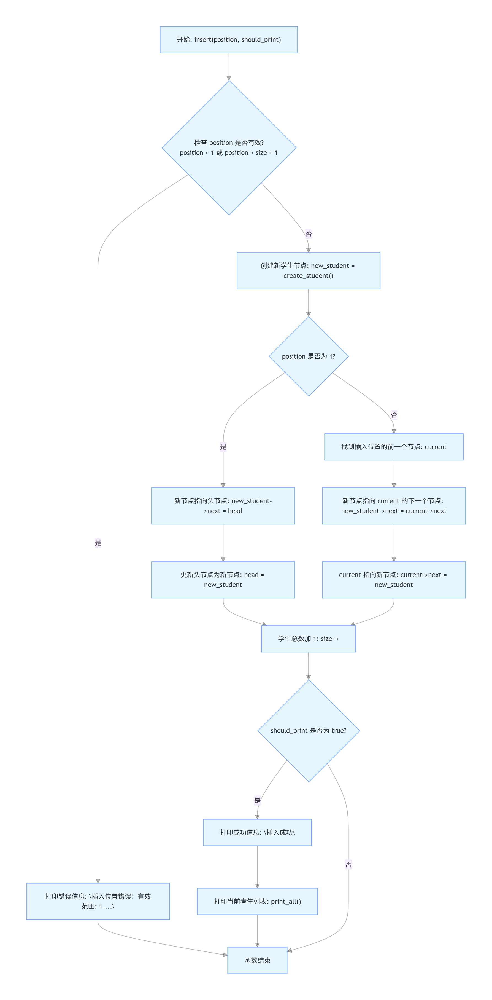 开始: insert(position, should_print)
检查 position 是否有效?
position < 1 或 position > size + 1
否
创建新学生节点: new_student =
create_student()
position 是否为 1?
否
是
找到插入位置的前一个节点: current
新节点指向头节点: new_student-
>next = head
新节点指向 current 的下一个节点:
new_student->next = current->next
是
更新头节点为新节点: head =
new_student
current 指向新节点: current->next =
new_student
学生总数加 1: size++
should_print 是否为 true?
是
打印成功信息: \插入成功\
否
打印错误信息: \插入位置错误！有效
范围: 1-...\
打印当前考生列表: print_all()
函数结束